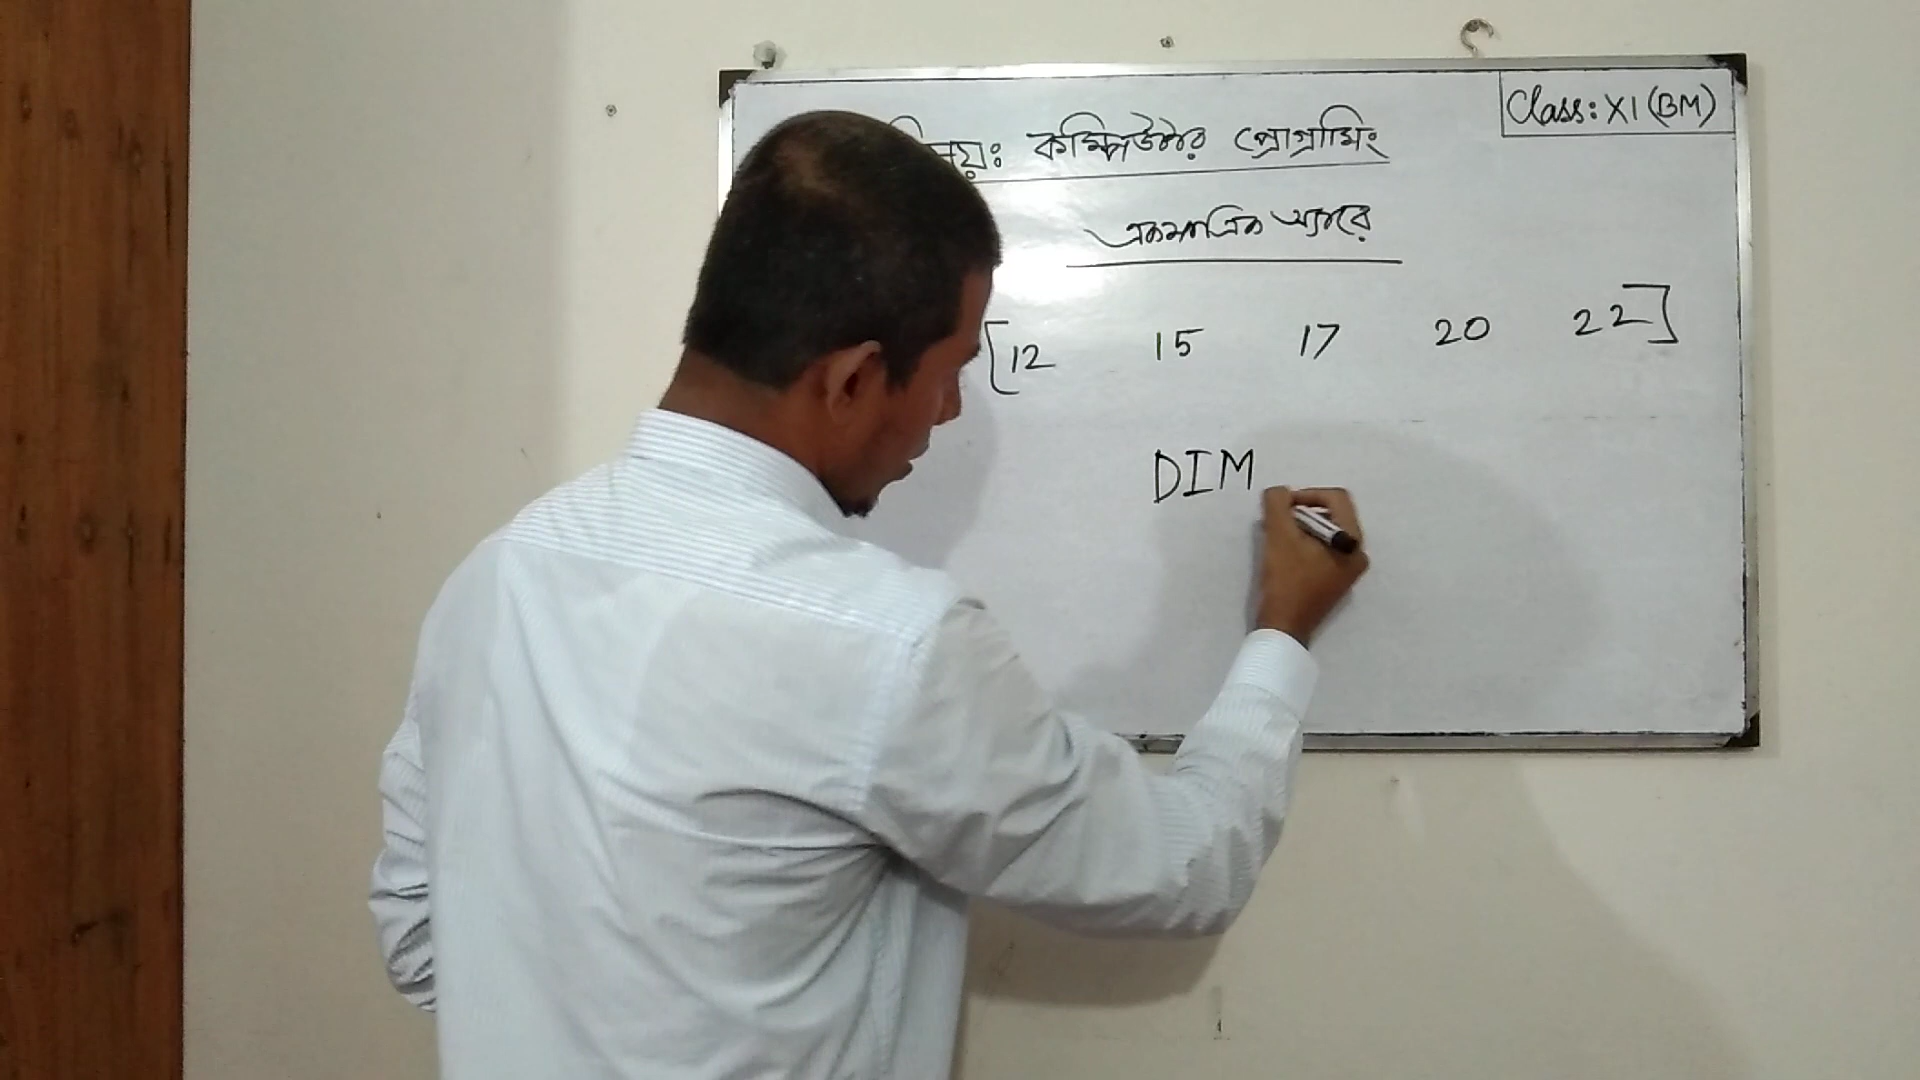 Class: XI (BM)
কম্পিউটার প্রোগ্রামিং
একমাত্রিক অ্যারে
[12 15 17 20 22]
DIM